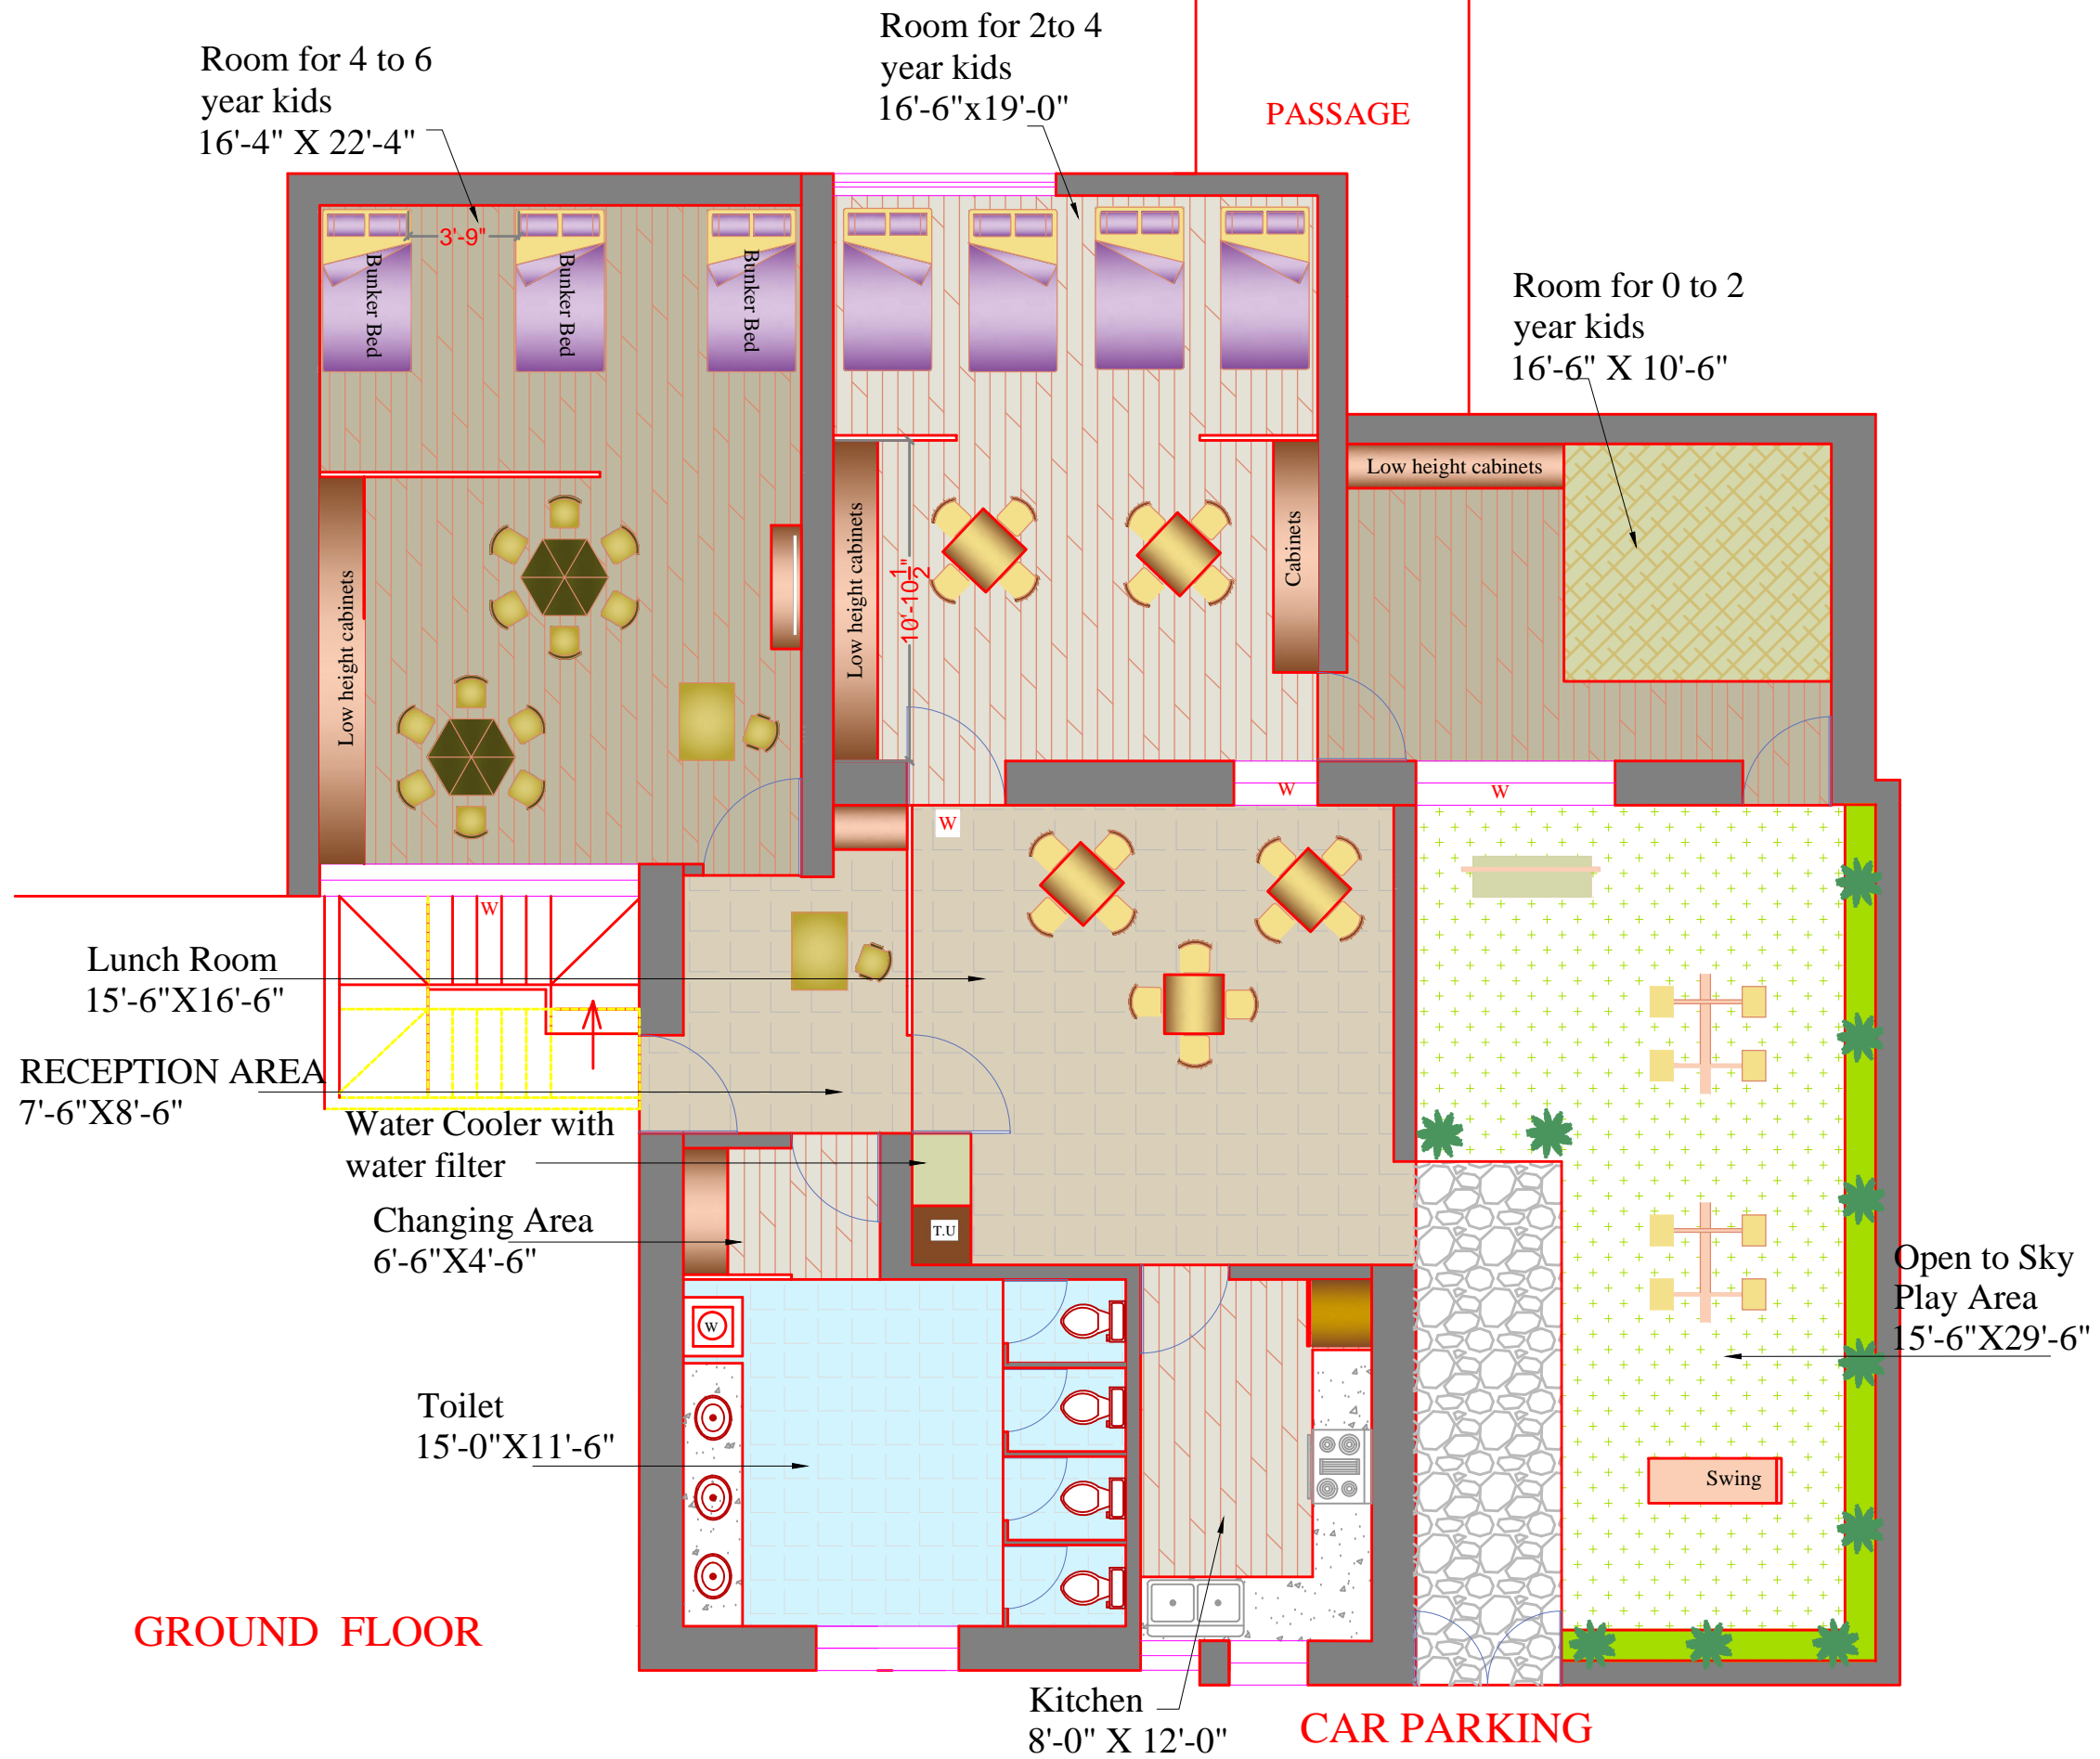 Room for 4 to 6
year kids
16'-4" X 22'-4"
Room for 2to 4
year kids
16'-6"x19'-0"
PASSAGE
Room for 0 to 2
year kids
16'-6" X 10'-6"
3'-9"
Bunker Bed
Bunker Bed
Bunker Bed
Low height cabinets
Low height cabinets
10'-10 1/2"
Cabinets
Low height cabinets
W
W
W
W
Lunch Room
15'-6"X16'-6"
RECEPTION AREA
7'-6"X8'-6"
Water Cooler with
water filter
Changing Area
6'-6"X4'-6"
T.U
W
Toilet
15'-0"X11'-6"
Open to Sky
Play Area
15'-6"X29'-6"
Swing
GROUND FLOOR
Kitchen
8'-0" X 12'-0"
CAR PARKING